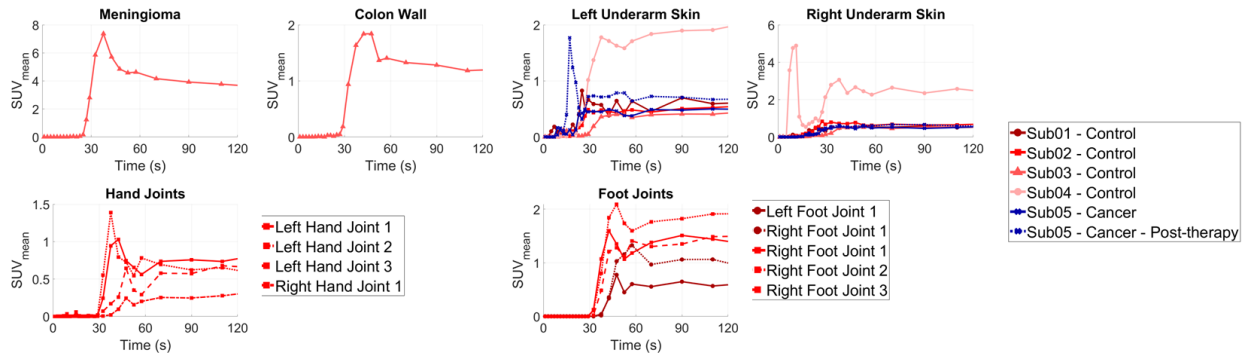 Meningioma
8
6
4
2
0
SUVmean
0 30 60 90 120
Time (s)
Colon Wall
2
1
0
SUVmean
0 30 60 90 120
Time (s)
Left Underarm Skin
2
1
0
SUVmean
0 30 60 90 120
Time (s)
Right Underarm Skin
6
4
2
0
SUVmean
0 30 60 90 120
Time (s)
Sub01 - Control
Sub02 - Control
Sub03 - Control
Sub04 - Control
Sub05 - Cancer
Sub05 - Cancer - Post-therapy
Hand Joints
1.5
1
0.5
0
SUVmean
0 30 60 90 120
Time (s)
Left Hand Joint 1
Left Hand Joint 2
Left Hand Joint 3
Right Hand Joint 1
Foot Joints
2
1
0
SUVmean
0 30 60 90 120
Time (s)
Left Foot Joint 1
Right Foot Joint 1
Right Foot Joint 1
Right Foot Joint 2
Right Foot Joint 3